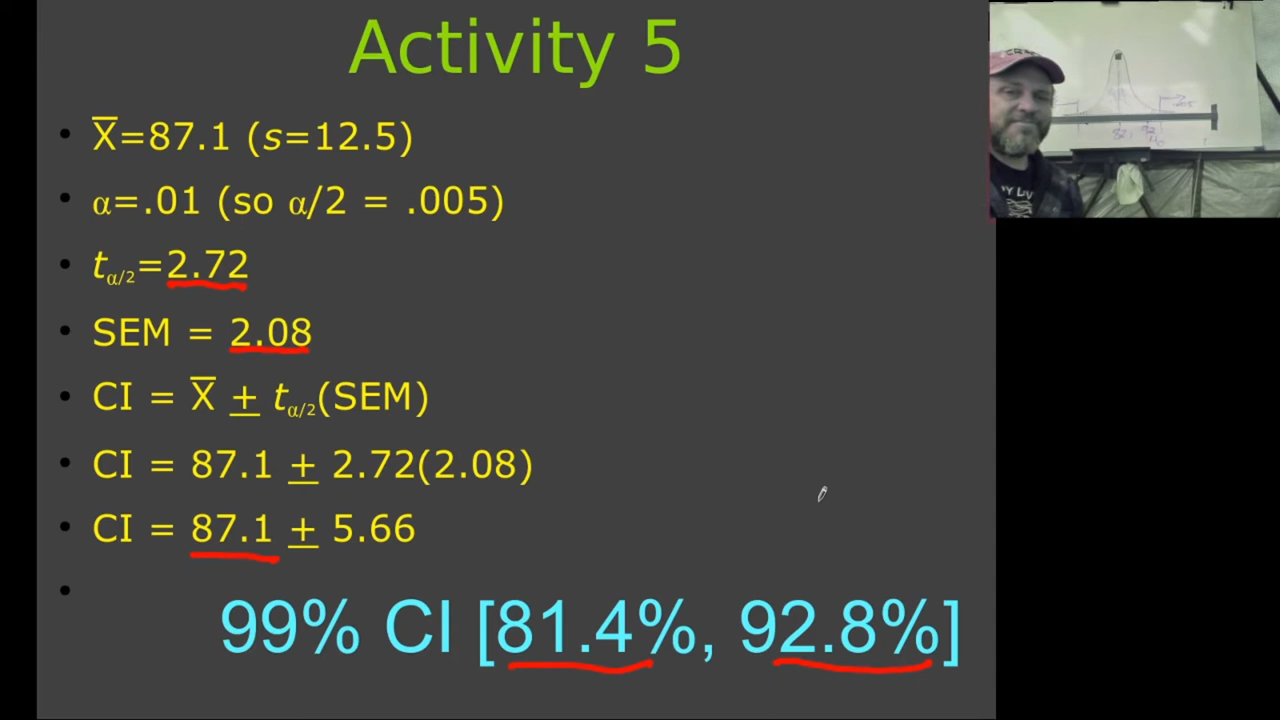 Activity 5
• X̅=87.1 (s=12.5)
• α=.01 (so α/2 = .005)
• tα/2=2.72
• SEM = 2.08
• CI = X̅ ± tα/2(SEM)
• CI = 87.1 ± 2.72(2.08)
• CI = 87.1 ± 5.66
•
99% CI [81.4%, 92.8%]